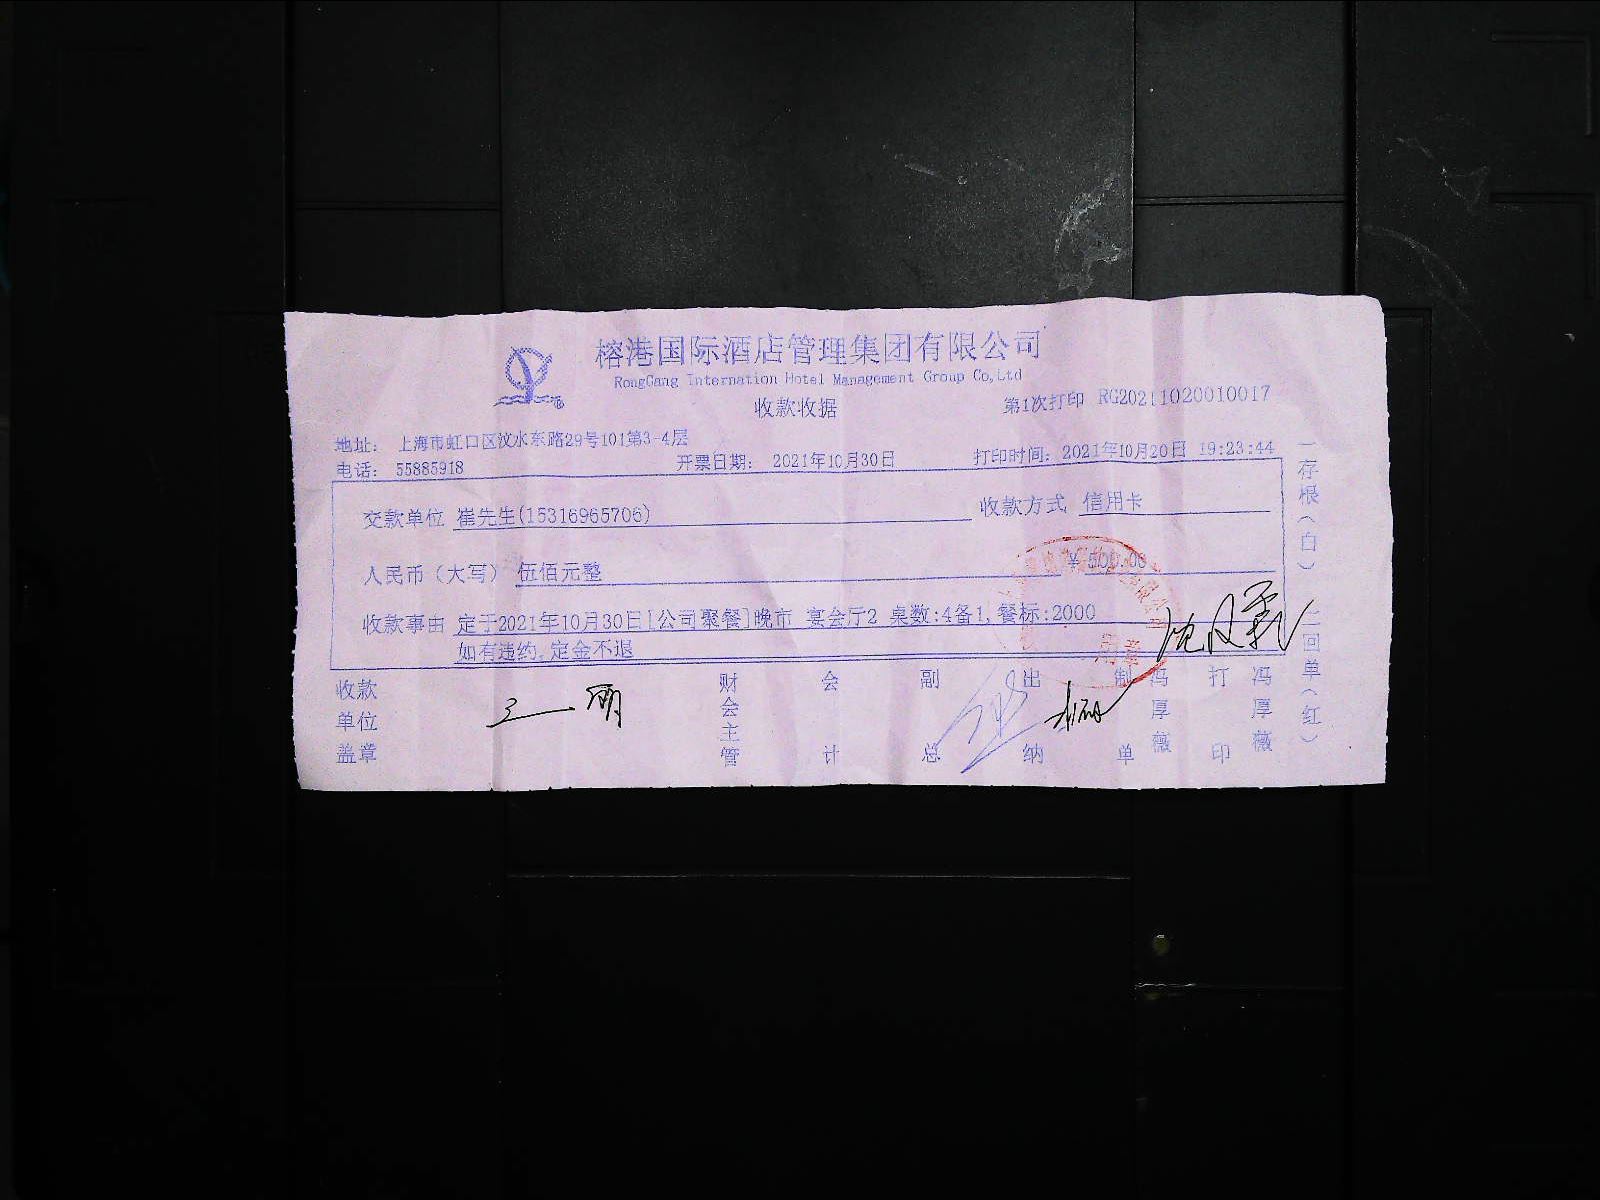 榕港国际酒店管理集团有限公司
RongGang Internation Hotel Management Group Co,Ltd
收款收据
第1次打印 RG20211020010017
地址： 上海市虹口区汶水东路29号101第3-4层
电话： 55885918 开票日期： 2021年10月30日 打印时间： 2021年10月20日 19:23:44
交款单位 崔先生(15316965706) 收款方式 信用卡
人民币（大写） 伍佰元整 ￥500.00
收款事由 定于2021年10月30日[公司聚餐]晚市 宴会厅2 桌数:4备1,餐标:2000
如有违约,定金不退
收款单位盖章 财会主管 会计 副总 出纳 制单 冯厚薇 打印 冯厚薇
一存根（白） 二回单（红）